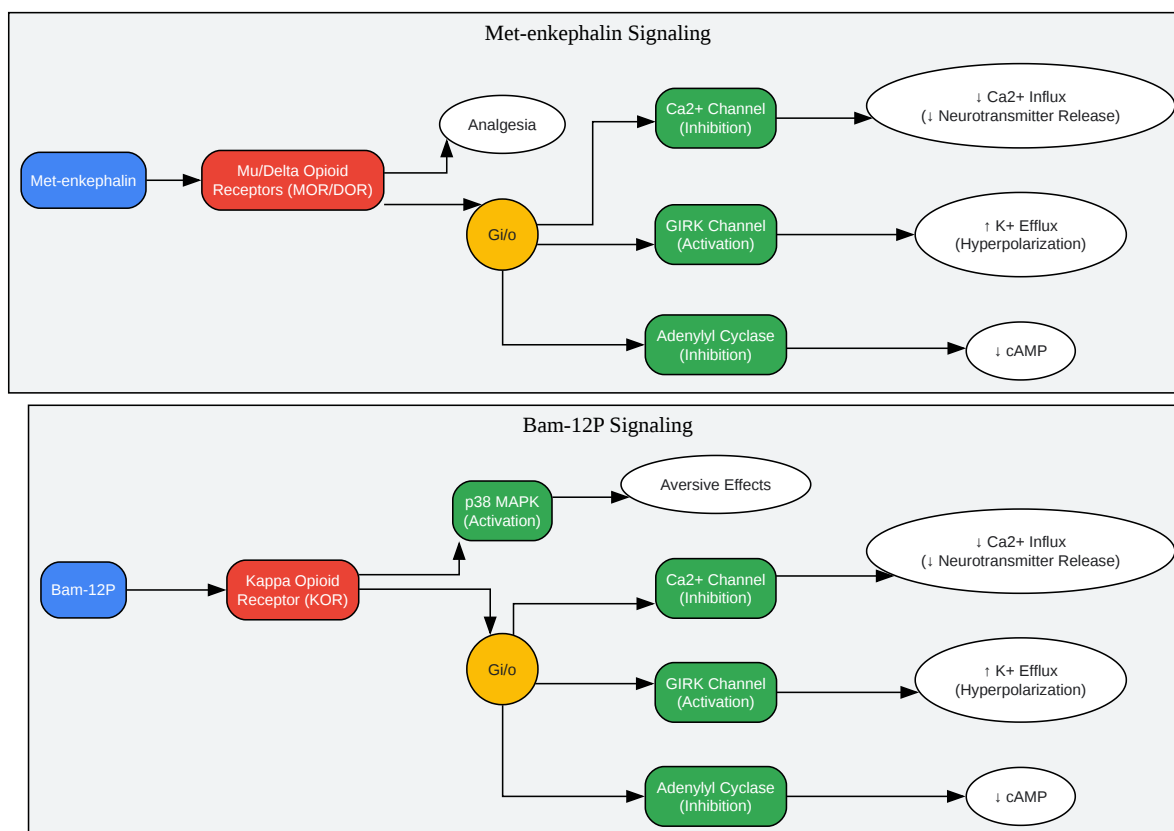 Met-enkephalin Signaling
Analgesia
Ca2+ Channel
(Inhibition)
↓ Ca2+ Influx
(↓ Neurotransmitter Release)
Met-enkephalin
Mu/Delta Opioid
Receptors (MOR/DOR)
Gi/o
GIRK Channel
(Activation)
↑ K+ Efflux
(Hyperpolarization)
Adenylyl Cyclase
(Inhibition)
↓ cAMP
Bam-12P Signaling
p38 MAPK
(Activation)
Aversive Effects
Bam-12P
Kappa Opioid
Receptor (KOR)
Ca2+ Channel
(Inhibition)
↓ Ca2+ Influx
(↓ Neurotransmitter Release)
Gi/o
GIRK Channel
(Activation)
↑ K+ Efflux
(Hyperpolarization)
Adenylyl Cyclase
(Inhibition)
↓ cAMP